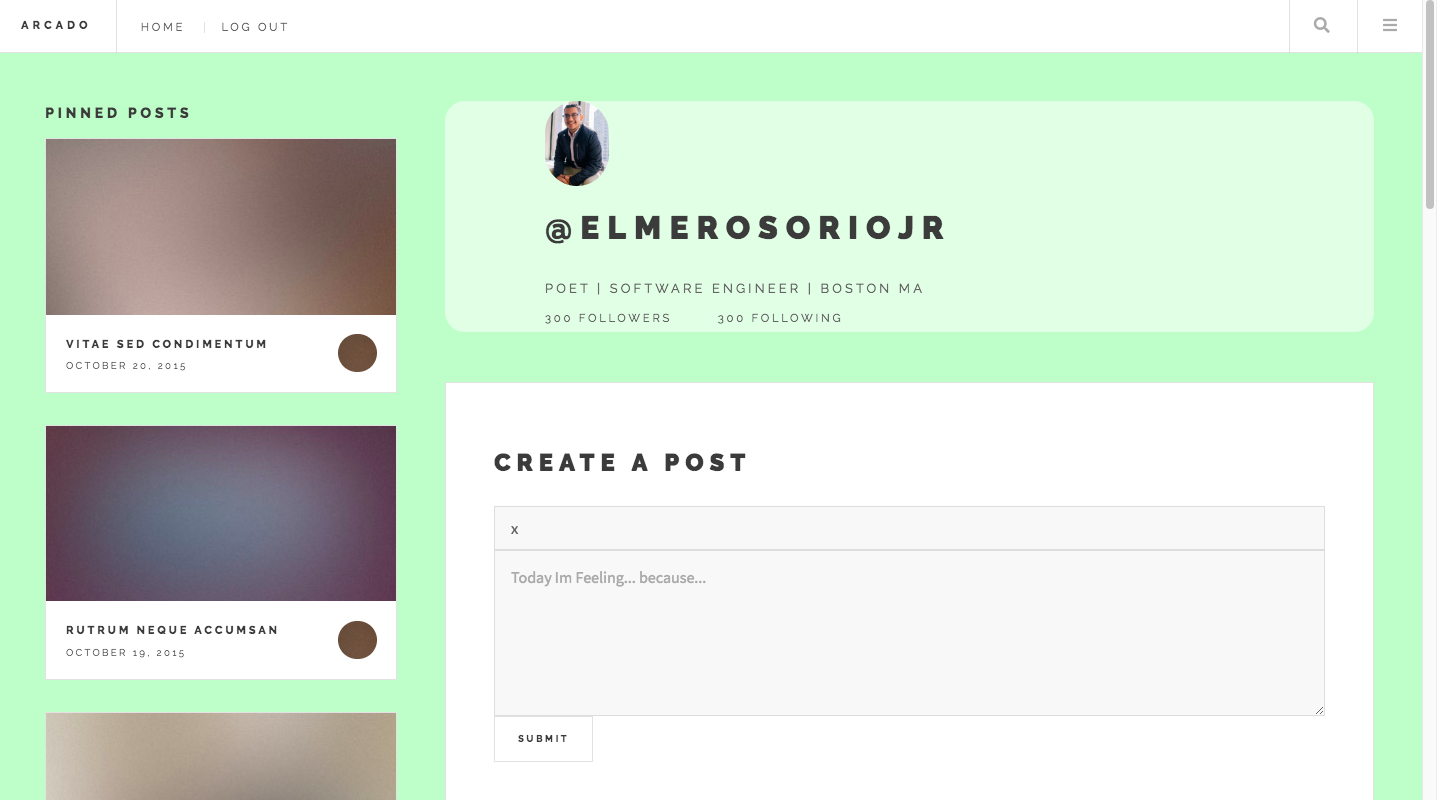 ARCADO
HOME
LOG OUT
PINNED POSTS
VITAE SED CONDIMENTUM
OCTOBER 20, 2015
RUTRUM NEQUE ACCUMSAN
OCTOBER 19, 2015
@ELMEROSORIOJR
POET | SOFTWARE ENGINEER | BOSTON MA
300 FOLLOWERS 300 FOLLOWING
CREATE A POST
x
Today Im Feeling... because...
SUBMIT